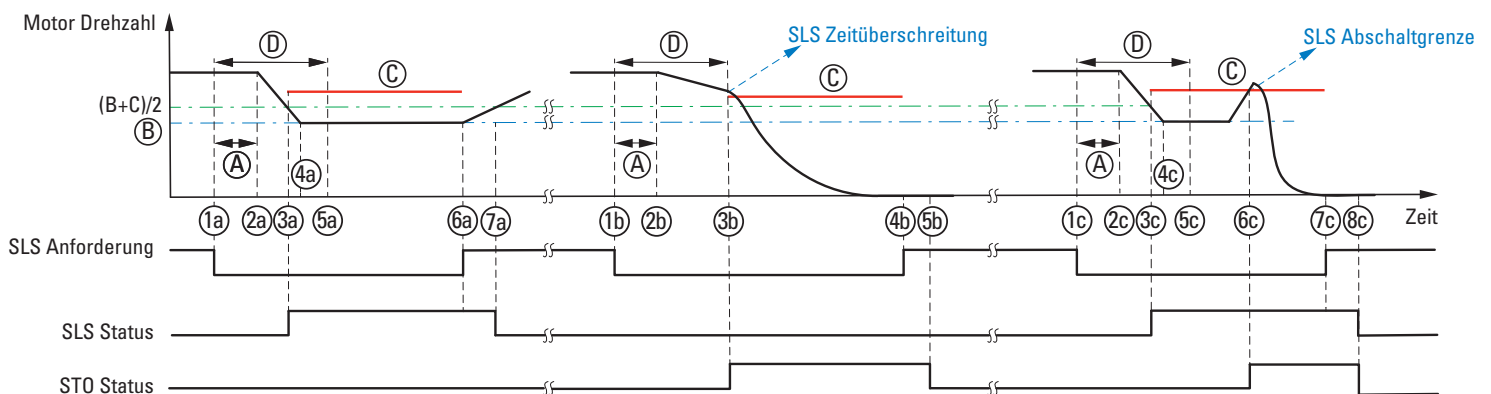 Motor Drehzahl
SLS Zeitüberschreitung
SLS Abschaltgrenze
D
D
D
C
C
C
(B+C)/2
B
A
A
A
4a
4c
1a 2a 3a 5a 6a 7a 1b 2b 3b 4b 5b 1c 2c 3c 5c 6c 7c 8c
Zeit
SLS Anforderung
SLS Status
STO Status